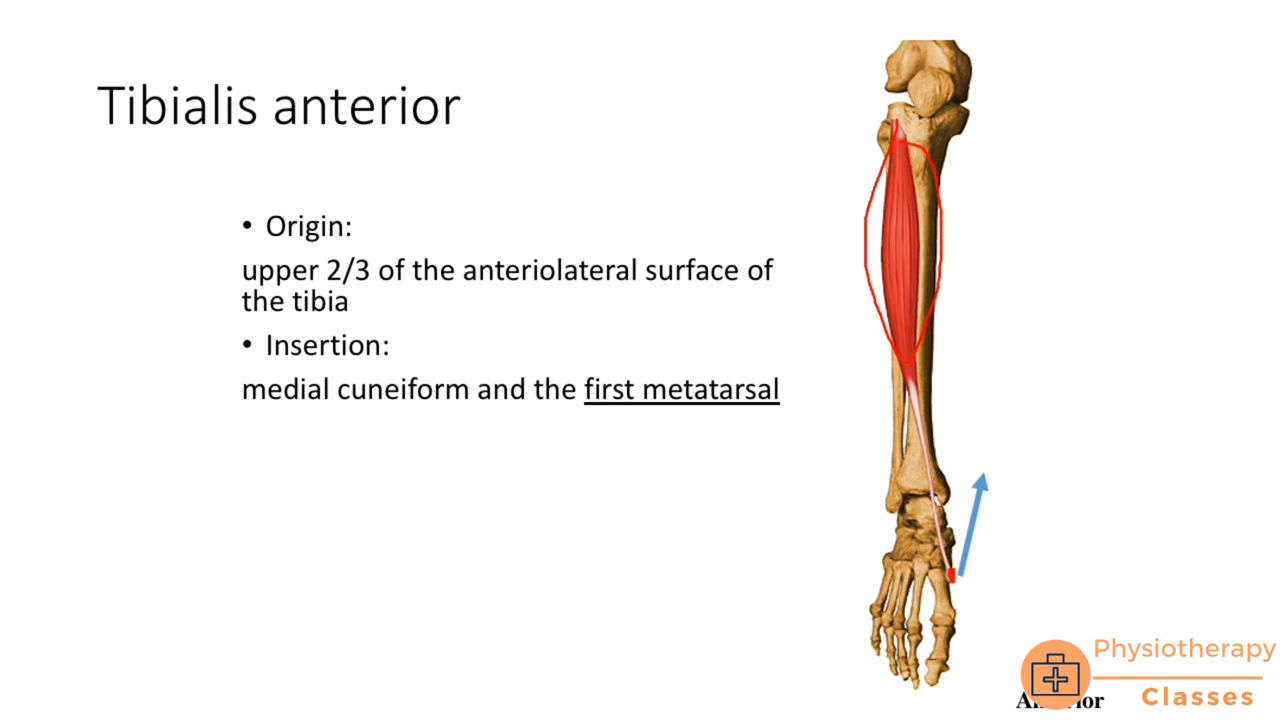 Tibialis anterior
• Origin:
upper 2/3 of the anteriolateral surface of
the tibia
• Insertion:
medial cuneiform and the first metatarsal
Physiotherapy
Classes